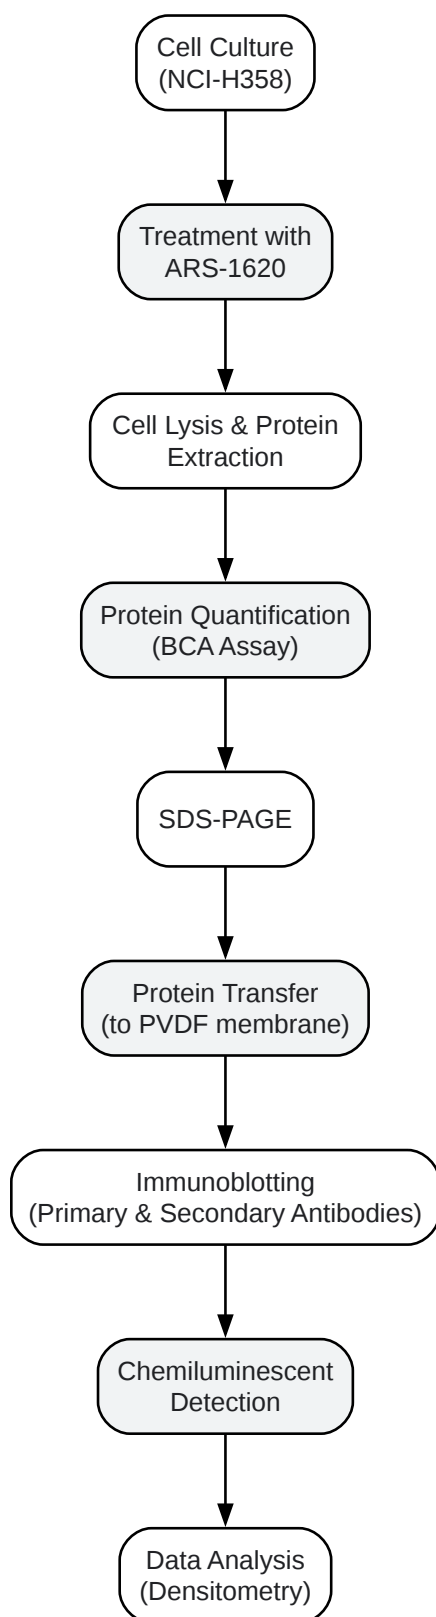 Cell Culture
(NCI-H358)
Treatment with
ARS-1620
Cell Lysis & Protein
Extraction
Protein Quantification
(BCA Assay)
SDS-PAGE
Protein Transfer
(to PVDF membrane)
Immunoblotting
(Primary & Secondary Antibodies)
Chemiluminescent
Detection
Data Analysis
(Densitometry)